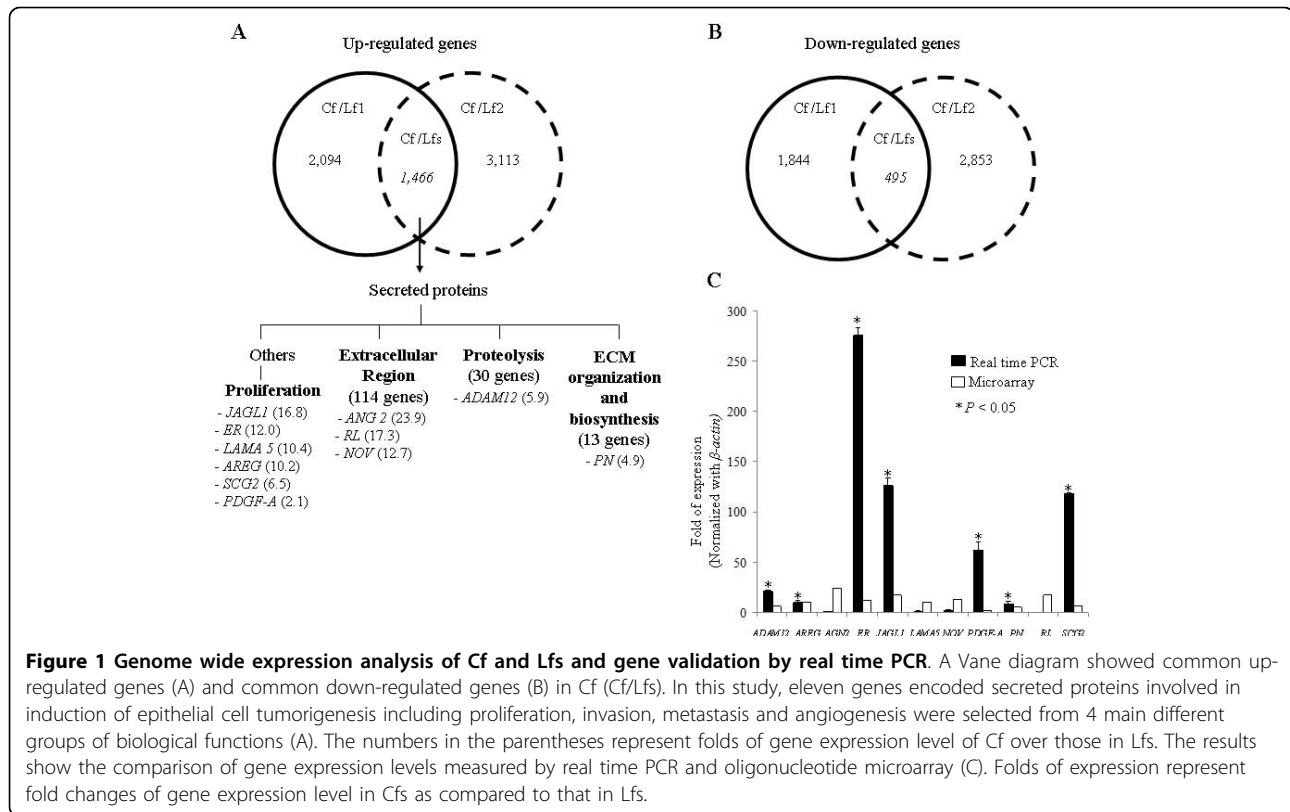 A
Up-regulated genes
Cf/Lf1
Cf/Lf2
Cf/Lfs
2,094
1,466
3,113
Secreted proteins
Others
Proliferation
- JAGL1 (16.8)
- ER (12.0)
- LAMA 5 (10.4)
- AREG (10.2)
- SCG2 (6.5)
- PDGF-A (2.1)
Extracellular
Region
(114 genes)
- ANG 2 (23.9)
- RL (17.3)
- NOV (12.7)
Proteolysis
(30 genes)
- ADAM12 (5.9)
ECM
organization
and
biosynthesis
(13 genes)
- PN (4.9)
B
Down-regulated genes
Cf/Lf1
Cf/Lf2
Cf/Lfs
1,844
495
2,853
C
Fold of expression
(Normalized with β-actin)
300
250
200
150
100
50
0
Real time PCR
Microarray
* P < 0.05
* * * * * * *
ADAM12 AREG AGN2 ER JAGL1 LAMA5 NOV PDGF-A PN RL SCG2
Figure 1 Genome wide expression analysis of Cf and Lfs and gene validation by real time PCR. A Vane diagram showed common up-
regulated genes (A) and common down-regulated genes (B) in Cf (Cf/Lfs). In this study, eleven genes encoded secreted proteins involved in
induction of epithelial cell tumorigenesis including proliferation, invasion, metastasis and angiogenesis were selected from 4 main different
groups of biological functions (A). The numbers in the parentheses represent folds of gene expression level of Cf over those in Lfs. The results
show the comparison of gene expression levels measured by real time PCR and oligonucleotide microarray (C). Folds of expression represent
fold changes of gene expression level in Cfs as compared to that in Lfs.